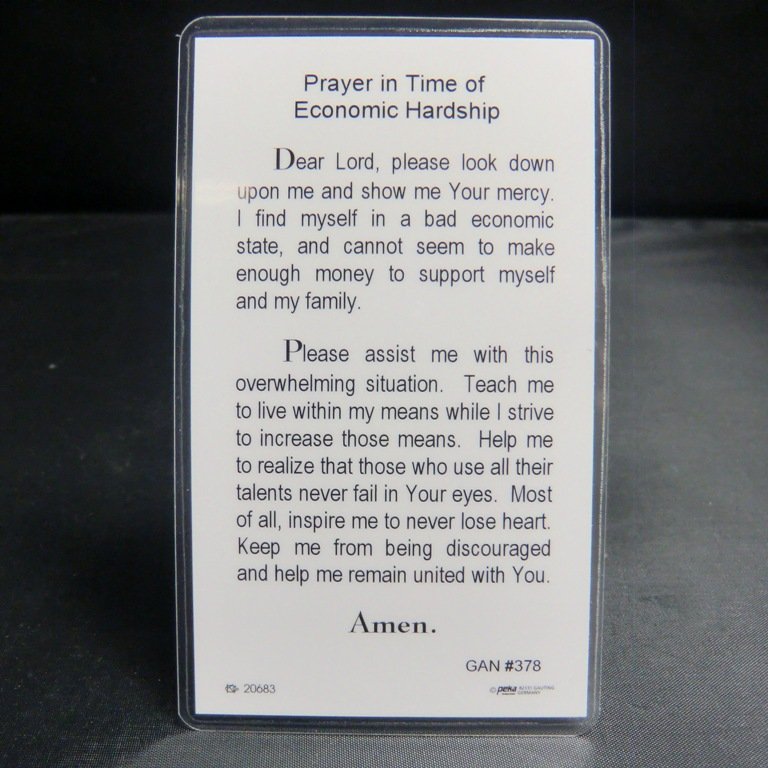 Prayer in Time of
Economic Hardship
Dear Lord, please look down
upon me and show me Your mercy.
I find myself in a bad economic
state, and cannot seem to make
enough money to support myself
and my family.
Please assist me with this
overwhelming situation. Teach me
to live within my means while I strive
to increase those means. Help me
to realize that those who use all their
talents never fail in Your eyes. Most
of all, inspire me to never lose heart.
Keep me from being discouraged
and help me remain united with You.
Amen.
GAN #378
20683
© peka 82131 GAUTING
GERMANY